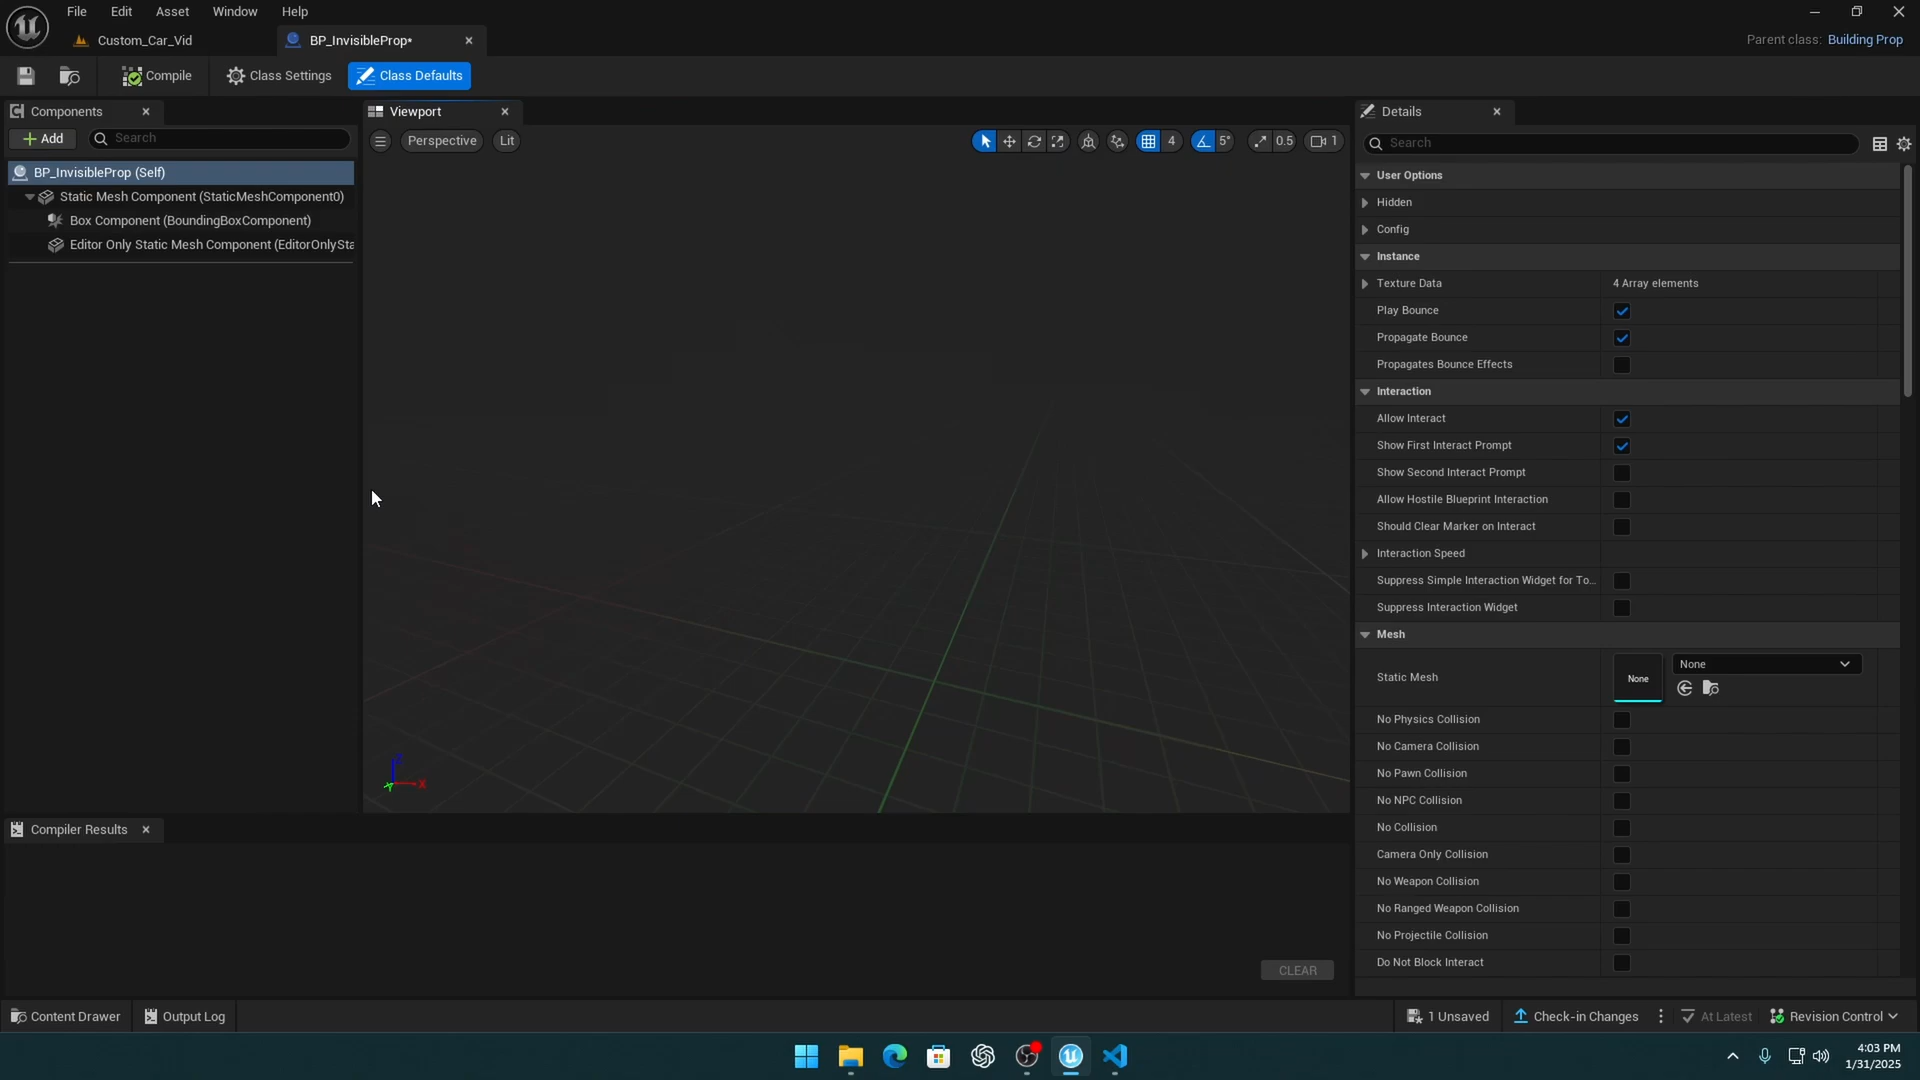 File Edit Asset Window Help
Custom_Car_Vid
BP_InvisibleProp*
Parent class: Building Prop
Compile
Class Settings
Class Defaults
Components
Add
Search
BP_InvisibleProp (Self)
Static Mesh Component (StaticMeshComponent0)
Box Component (BoundingBoxComponent)
Editor Only Static Mesh Component (EditorOnlySta
Viewport
Perspective
Lit
4
5°
0.5
1
Z
X
Y
Details
Search
User Options
Hidden
Config
Instance
Texture Data 4 Array elements
Play Bounce
Propagate Bounce
Propagates Bounce Effects
Interaction
Allow Interact
Show First Interact Prompt
Show Second Interact Prompt
Allow Hostile Blueprint Interaction
Should Clear Marker on Interact
Interaction Speed
Suppress Simple Interaction Widget for To...
Suppress Interaction Widget
Mesh
Static Mesh None None
No Physics Collision
No Camera Collision
No Pawn Collision
No NPC Collision
No Collision
Camera Only Collision
No Weapon Collision
No Ranged Weapon Collision
No Projectile Collision
Do Not Block Interact
Compiler Results
CLEAR
Content Drawer
Output Log
1 Unsaved
Check-in Changes
At Latest
Revision Control
4:03 PM
1/31/2025